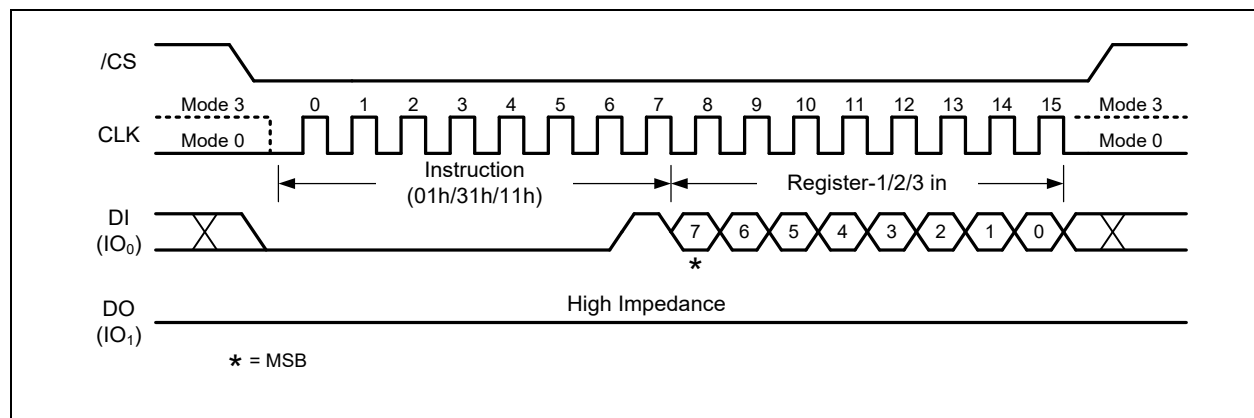 /CS
Mode 3 0 1 2 3 4 5 6 7 8 9 10 11 12 13 14 15 Mode 3
CLK
Mode 0 Mode 0
Instruction
(01h/31h/11h)
Register-1/2/3 in
DI
(IO₀)
7 6 5 4 3 2 1 0
*
High Impedance
DO
(IO₁)
* = MSB